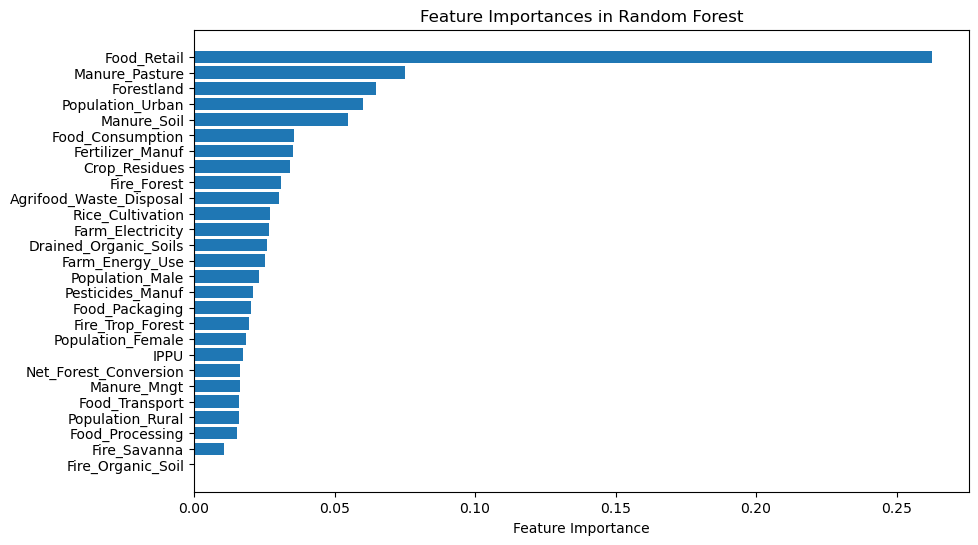 Feature Importances in Random Forest
Food_Retail
Manure_Pasture
Forestland
Population_Urban
Manure_Soil
Food_Consumption
Fertilizer_Manuf
Crop_Residues
Fire_Forest
Agrifood_Waste_Disposal
Rice_Cultivation
Farm_Electricity
Drained_Organic_Soils
Farm_Energy_Use
Population_Male
Pesticides_Manuf
Food_Packaging
Fire_Trop_Forest
Population_Female
IPPU
Net_Forest_Conversion
Manure_Mngt
Food_Transport
Population_Rural
Food_Processing
Fire_Savanna
Fire_Organic_Soil
0.00 0.05 0.10 0.15 0.20 0.25
Feature Importance